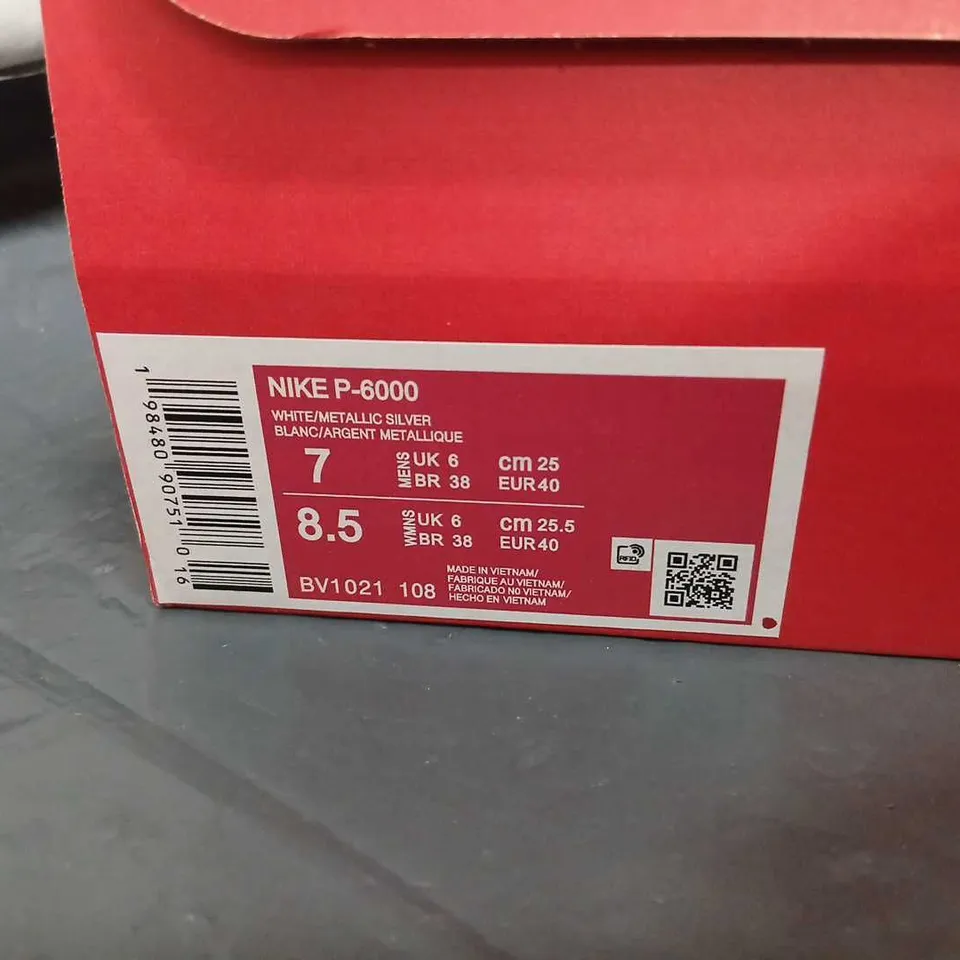 NIKE P-6000
WHITE/METALLIC SILVER
BLANC/ARGENT METALLIQUE
7 MENS UK 6 cm 25
BR 38 EUR 40
8.5 WMNS UK 6 cm 25.5
BR 38 EUR 40
BV1021 108
MADE IN VIETNAM/
FABRIQUE AU VIETNAM/
FABRICADO NO VIETNAM/
HECHO EN VIETNAM
RFID
1 98480 90751 0 16